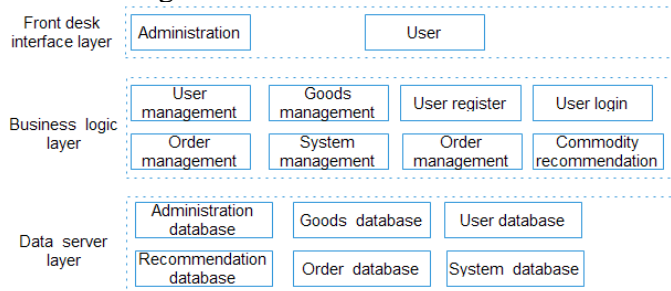 Front desk
interface layer
Administration
User
Business logic
layer
User
management
Goods
management
User register
User login
Order
management
System
management
Order
management
Commodity
recommendation
Data server
layer
Administration
database
Goods database
User database
Recommendation
database
Order database
System database